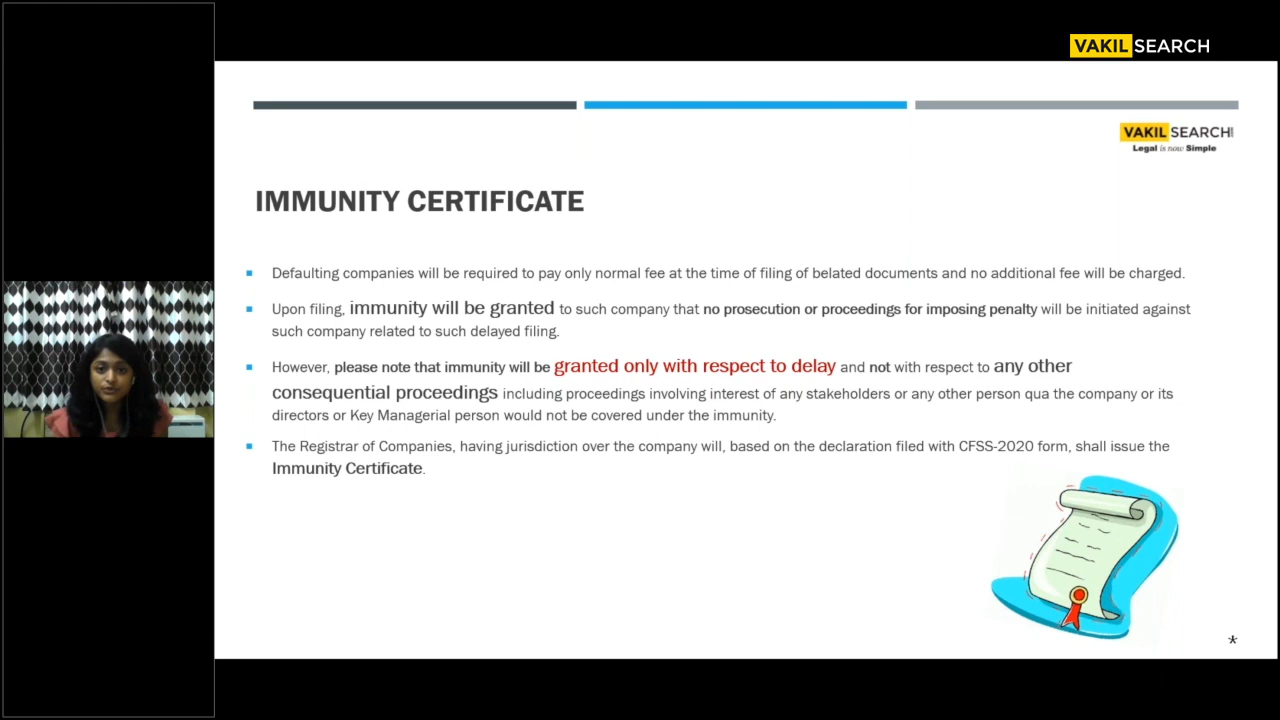 VAKILSEARCH
VAKILSEARCH
Legal is now Simple
IMMUNITY CERTIFICATE
Defaulting companies will be required to pay only normal fee at the time of filing of belated documents and no additional fee will be charged.
Upon filing, immunity will be granted to such company that no prosecution or proceedings for imposing penalty will be initiated against
such company related to such delayed filing.
However, please note that immunity will be granted only with respect to delay and not with respect to any other
consequential proceedings including proceedings involving interest of any stakeholders or any other person qua the company or its
directors or Key Managerial person would not be covered under the immunity.
The Registrar of Companies, having jurisdiction over the company will, based on the declaration filed with CFSS-2020 form, shall issue the
Immunity Certificate.
*